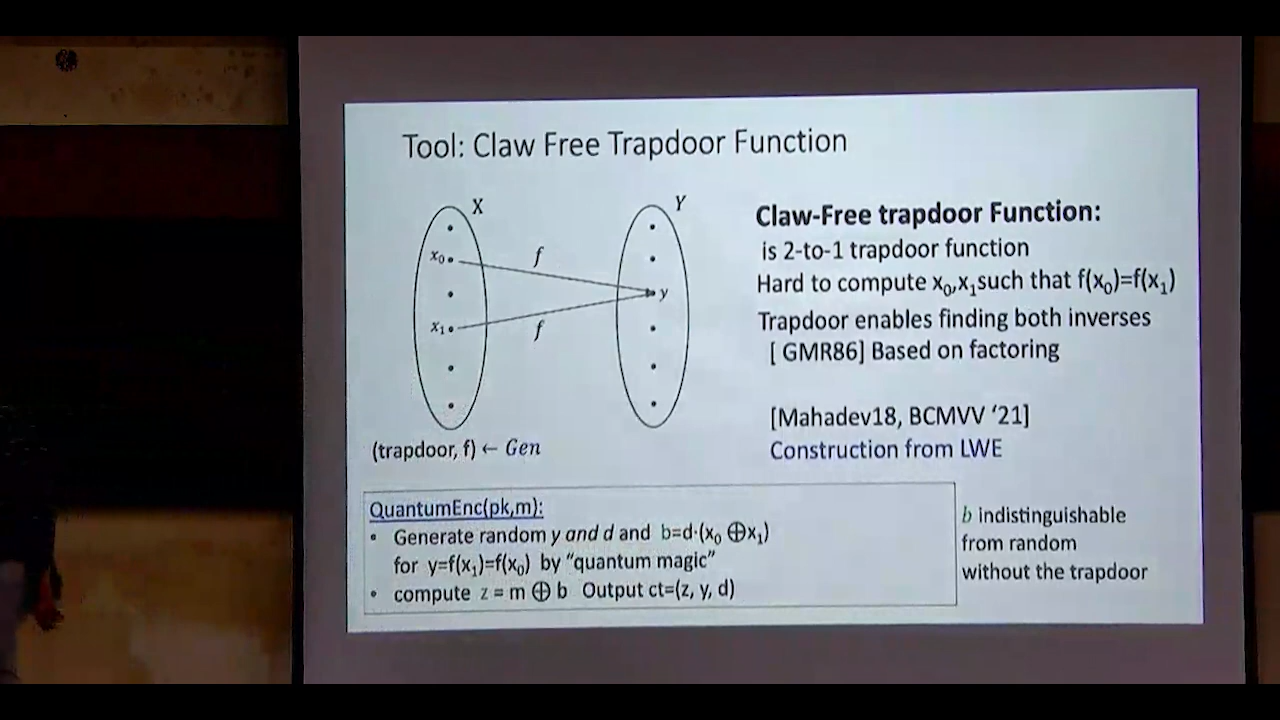 Tool: Claw Free Trapdoor Function
X
Y
x₀
f
y
x₁
f
(trapdoor, f) ← Gen
Claw-Free trapdoor Function:
is 2-to-1 trapdoor function
Hard to compute x₀,x₁such that f(x₀)=f(x₁)
Trapdoor enables finding both inverses
[ GMR86] Based on factoring
[Mahadev18, BCMVV ‘21]
Construction from LWE
QuantumEnc(pk,m):
• Generate random y and d and b=d·(x₀ ⊕x₁)
for y=f(x₁)=f(x₀) by “quantum magic”
• compute z = m ⊕ b Output ct=(z, y, d)
b indistinguishable
from random
without the trapdoor